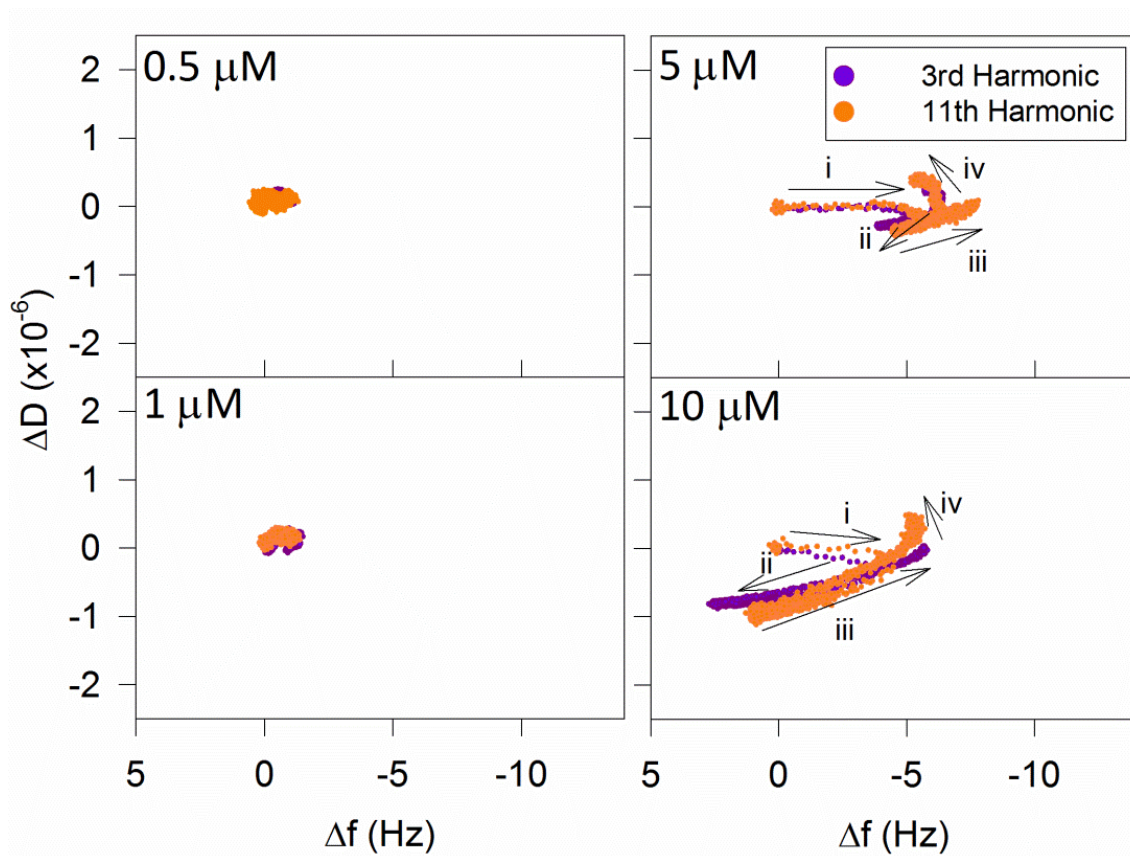 0.5 μM
5 μM
3rd Harmonic
11th Harmonic
2
1
0
-1
-2
i
ii
iii
iv
1 μM
10 μM
2
1
0
-1
-2
i
ii
iii
iv
ΔD (x10⁻⁶)
5 0 -5 -10
5 0 -5 -10
Δf (Hz)
Δf (Hz)